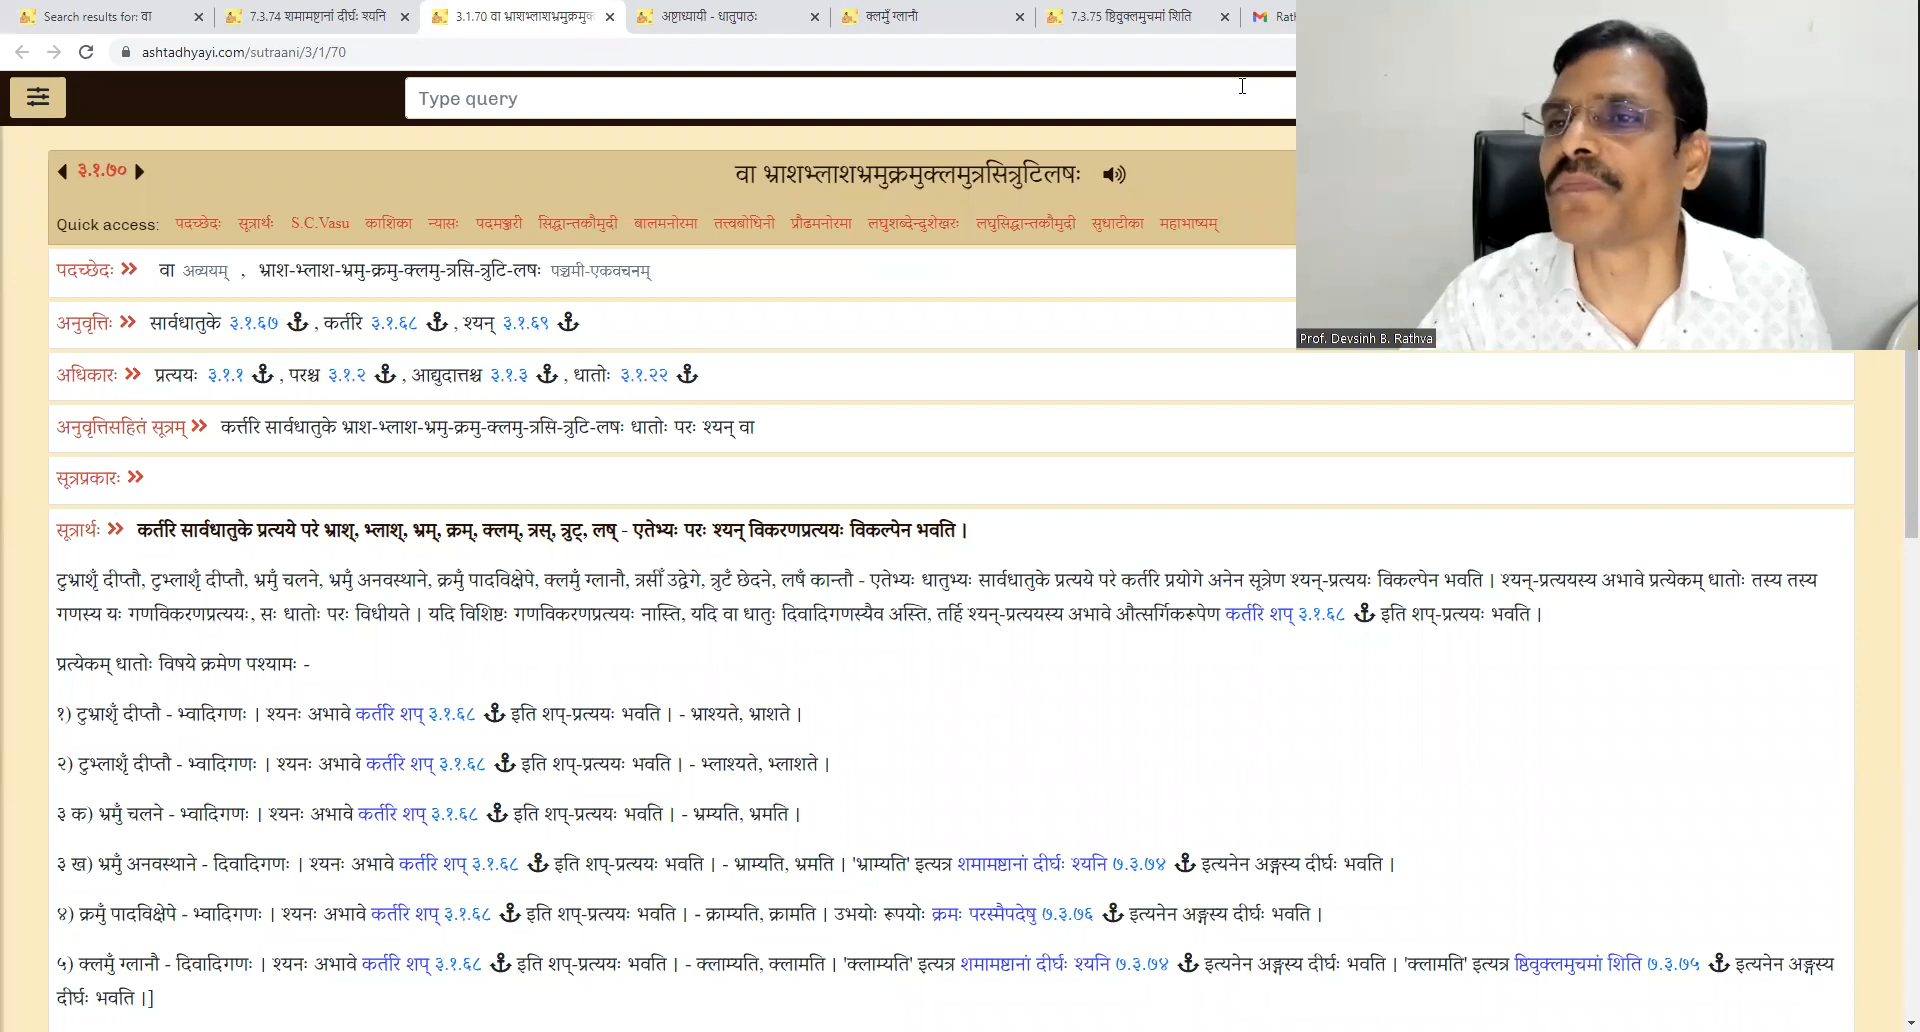 Search results for: वा
7.3.74 शमामष्टानां दीर्घः श्यनि
3.1.70 वा भ्राशभ्लाशभ्रमुक्रमुक
अष्टाध्यायी - धातुपाठः
क्लमुँ ग्लानौ
7.3.75 ष्ठिवुक्लमुचमां शिति
Rath
ashtadhyayi.com/sutraani/3/1/70
Type query
३.१.७०
वा भ्राशभ्लाशभ्रमुक्रमुक्लमुत्रसित्रुटिलषः
Quick access: पदच्छेदः सूत्रार्थः S.C.Vasu काशिका न्यासः पदमञ्जरी सिद्धान्तकौमुदी बालमनोरमा तत्त्वबोधिनी प्रौढमनोरमा लघुशब्देन्दुशेखरः लघुसिद्धान्तकौमुदी सुधाटीका महाभाष्यम्
पदच्छेदः वा अव्ययम् , भ्राश-भ्लाश-भ्रमु-क्रमु-क्लमु-त्रसि-त्रुटि-लषः पञ्चमी-एकवचनम्
अनुवृत्तिः सार्वधातुके ३.१.६७ , कर्तरि ३.१.६८ , श्यन् ३.१.६९
Prof. Devsinh B. Rathva
अधिकारः प्रत्ययः ३.१.१ , परश्च ३.१.२ , आद्युदात्तश्च ३.१.३ , धातोः ३.१.२२
अनुवृत्तिसहितं सूत्रम् कर्त्तरि सार्वधातुके भ्राश-भ्लाश-भ्रमु-क्रमु-क्लमु-त्रसि-त्रुटि-लषः धातोः परः श्यन् वा
सूत्रप्रकारः
सूत्रार्थः कर्तरि सार्वधातुके प्रत्यये परे भ्राश्, भ्लाश्, भ्रम्, क्रम्, क्लम्, त्रस्, त्रुट्, लष् - एतेभ्यः परः श्यन् विकरणप्रत्ययः विकल्पेन भवति ।
टुभ्राशृँ दीप्तौ, टुभ्लाशृँ दीप्तौ, भ्रमुँ चलने, भ्रमुँ अनवस्थाने, क्रमुँ पादविक्षेपे, क्लमुँ ग्लानौ, त्रसीँ उद्वेगे, त्रुटँ छेदने, लषँ कान्तौ - एतेभ्यः धातुभ्यः सार्वधातुके प्रत्यये परे कर्तरि प्रयोगे अनेन सूत्रेण श्यन्-प्रत्ययः विकल्पेन भवति । श्यन्-प्रत्ययस्य अभावे प्रत्येकम् धातोः तस्य तस्य
गणस्य यः गणविकरणप्रत्ययः, सः धातोः परः विधीयते । यदि विशिष्टः गणविकरणप्रत्ययः नास्ति, यदि वा धातुः दिवादिगणस्यैव अस्ति, तर्हि श्यन्-प्रत्ययस्य अभावे औत्सर्गिकरूपेण कर्तरि शप् ३.१.६८ इति शप्-प्रत्ययः भवति ।
प्रत्येकम् धातोः विषये क्रमेण पश्यामः -
१) टुभ्राशृँ दीप्तौ - भ्वादिगणः । श्यनः अभावे कर्तरि शप् ३.१.६८ इति शप्-प्रत्ययः भवति । - भ्राश्यते, भ्राशते ।
२) टुभ्लाशृँ दीप्तौ - भ्वादिगणः । श्यनः अभावे कर्तरि शप् ३.१.६८ इति शप्-प्रत्ययः भवति । - भ्लाश्यते, भ्लाशते ।
३ क) भ्रमुँ चलने - भ्वादिगणः । श्यनः अभावे कर्तरि शप् ३.१.६८ इति शप्-प्रत्ययः भवति । - भ्रम्यति, भ्रमति ।
३ ख) भ्रमुँ अनवस्थाने - दिवादिगणः । श्यनः अभावे कर्तरि शप् ३.१.६८ इति शप्-प्रत्ययः भवति । - भ्राम्यति, भ्रमति । 'भ्राम्यति' इत्यत्र शमामष्टानां दीर्घः श्यनि ७.३.७४ इत्यनेन अङ्गस्य दीर्घः भवति ।
४) क्रमुँ पादविक्षेपे - भ्वादिगणः । श्यनः अभावे कर्तरि शप् ३.१.६८ इति शप्-प्रत्ययः भवति । - क्राम्यति, क्रामति । उभयोः रूपयोः क्रमः परस्मैपदेषु ७.३.७६ इत्यनेन अङ्गस्य दीर्घः भवति ।
५) क्लमुँ ग्लानौ - दिवादिगणः । श्यनः अभावे कर्तरि शप् ३.१.६८ इति शप्-प्रत्ययः भवति । - क्लाम्यति, क्लामति । 'क्लाम्यति' इत्यत्र शमामष्टानां दीर्घः श्यनि ७.३.७४ इत्यनेन अङ्गस्य दीर्घः भवति । 'क्लामति' इत्यत्र ष्ठिवुक्लमुचमां शिति ७.३.७५ इत्यनेन अङ्गस्य
दीर्घः भवति ।]